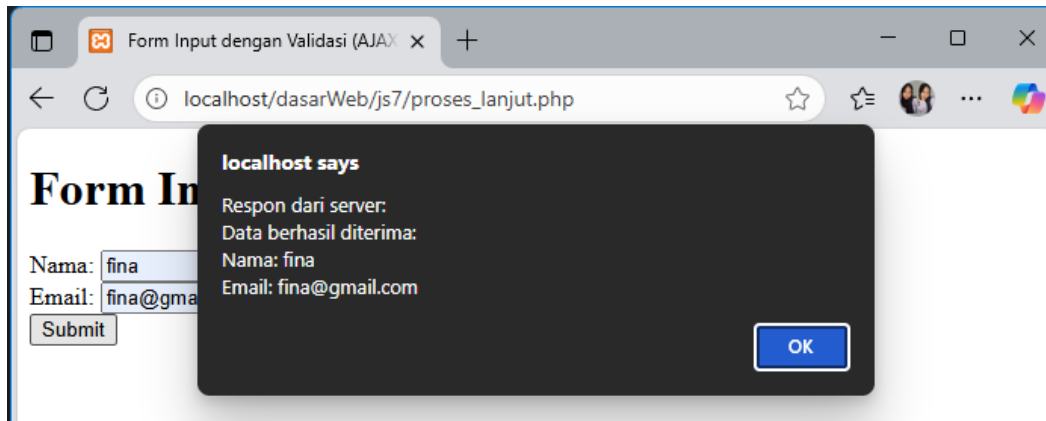 Form Input dengan Validasi (AJAX
localhost/dasarWeb/js7/proses_lanjut.php
localhost says
Respon dari server:
Data berhasil diterima:
Nama: fina
Email: fina@gmail.com
OK
Form In
Nama: fina
Email: fina@gma
Submit